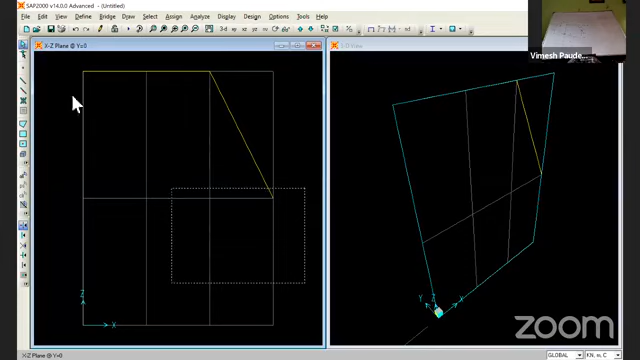 SAP2000 v14.0.0 Advanced - (Untitled)
File Edit View Define Bridge Draw Select Assign Analyze Display Design Options Tools Help
X-Z Plane @ Y=0
3-D View
Vimesh Paude...
Z
X
Y
Z
X
zoom
X-Z Plane @ Y=0
GLOBAL
KN, m, C